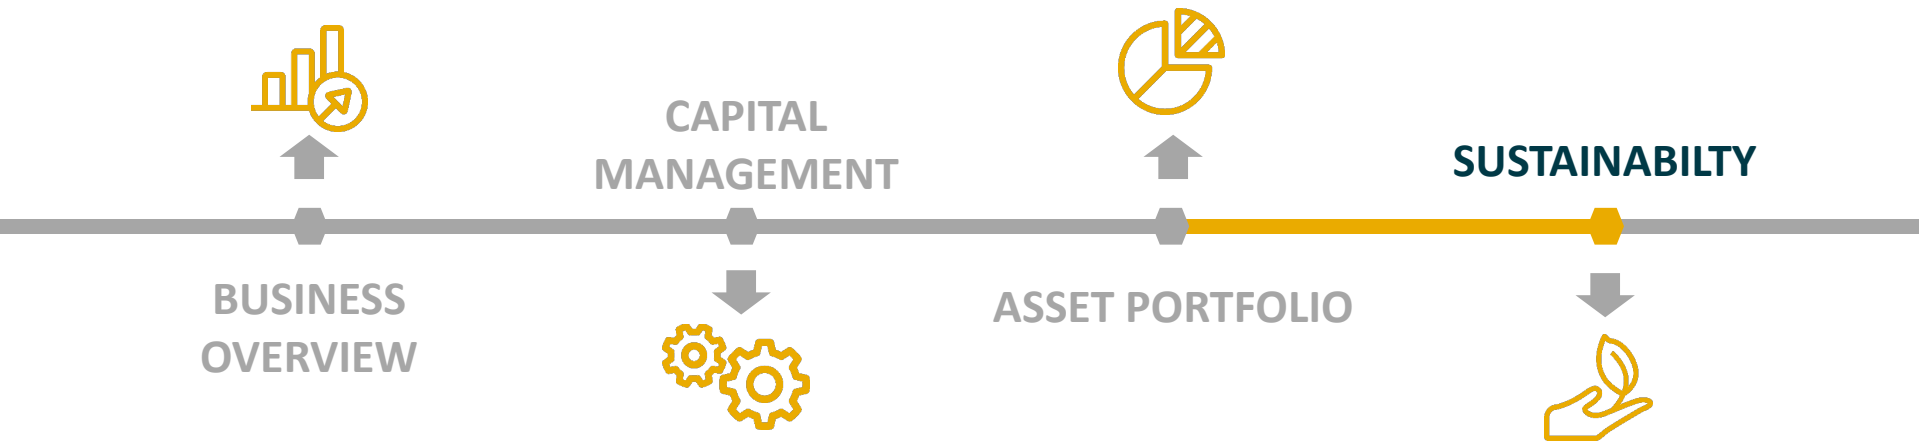 BUSINESS
OVERVIEW
CAPITAL
MANAGEMENT
ASSET PORTFOLIO
SUSTAINABILTY